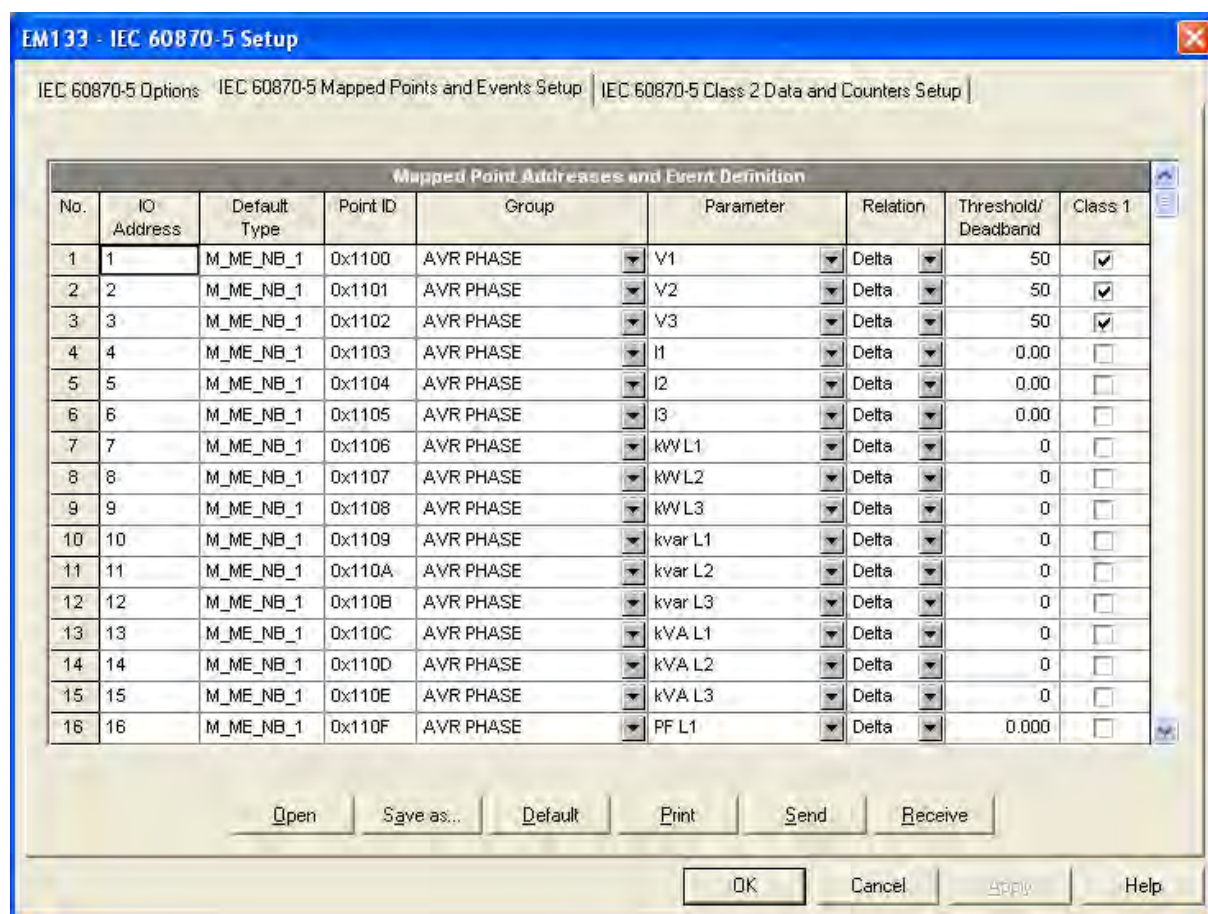 EM133 - IEC 60870-5 Setup
IEC 60870-5 Options IEC 60870-5 Mapped Points and Events Setup IEC 60870-5 Class 2 Data and Counters Setup
Mapped Point Addresses and Event Definition
No. IO Address Default Type Point ID Group Parameter Relation Threshold/ Deadband Class 1
1 1 M_ME_NB_1 0x1100 AVR PHASE V1 Delta 50
2 2 M_ME_NB_1 0x1101 AVR PHASE V2 Delta 50
3 3 M_ME_NB_1 0x1102 AVR PHASE V3 Delta 50
4 4 M_ME_NB_1 0x1103 AVR PHASE I1 Delta 0.00
5 5 M_ME_NB_1 0x1104 AVR PHASE I2 Delta 0.00
6 6 M_ME_NB_1 0x1105 AVR PHASE I3 Delta 0.00
7 7 M_ME_NB_1 0x1106 AVR PHASE kW L1 Delta 0
8 8 M_ME_NB_1 0x1107 AVR PHASE kW L2 Delta 0
9 9 M_ME_NB_1 0x1108 AVR PHASE kW L3 Delta 0
10 10 M_ME_NB_1 0x1109 AVR PHASE kvar L1 Delta 0
11 11 M_ME_NB_1 0x110A AVR PHASE kvar L2 Delta 0
12 12 M_ME_NB_1 0x110B AVR PHASE kvar L3 Delta 0
13 13 M_ME_NB_1 0x110C AVR PHASE kVA L1 Delta 0
14 14 M_ME_NB_1 0x110D AVR PHASE kVA L2 Delta 0
15 15 M_ME_NB_1 0x110E AVR PHASE kVA L3 Delta 0
16 16 M_ME_NB_1 0x110F AVR PHASE PF L1 Delta 0.000
Open Save as... Default Print Send Receive
OK Cancel Apply Help